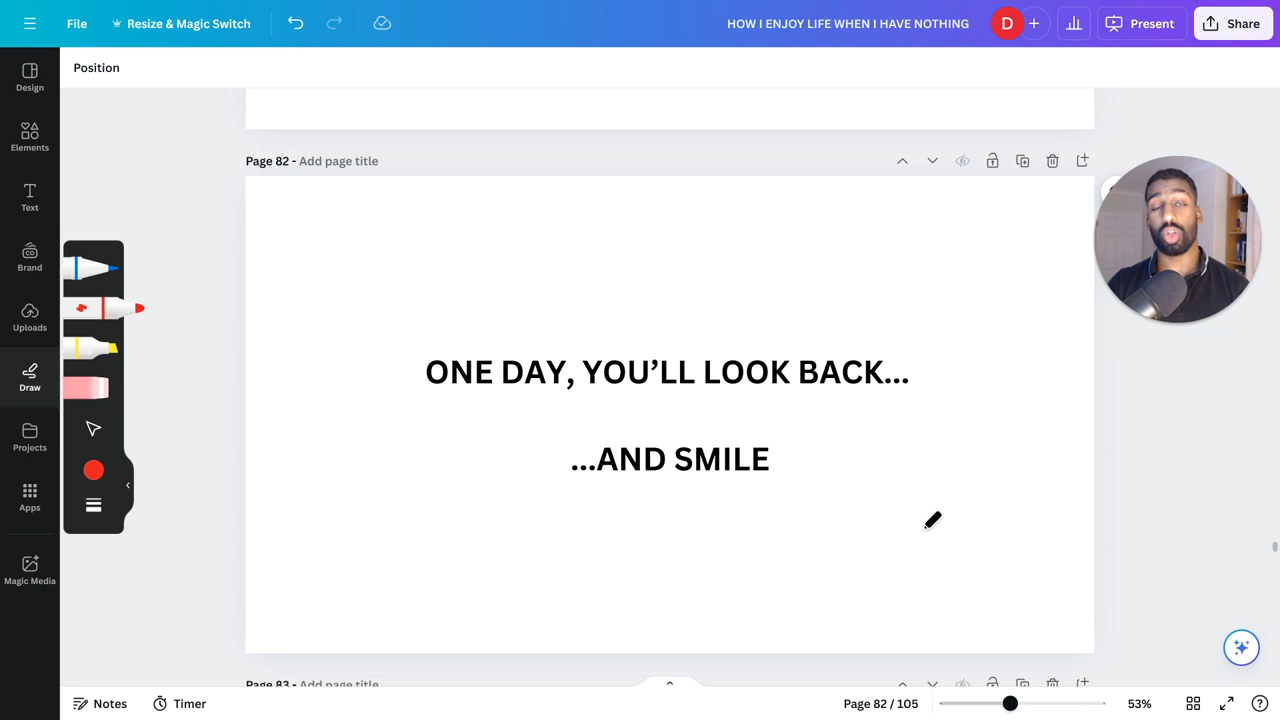 File
Resize & Magic Switch
HOW I ENJOY LIFE WHEN I HAVE NOTHING
D
Present
Share
Position
Design
Elements
Text
Brand
Uploads
Draw
Projects
Apps
Magic Media
Page 82 - Add page title
ONE DAY, YOU’LL LOOK BACK...
...AND SMILE
Page 83 - Add page title
Notes
Timer
Page 82 / 105
53%